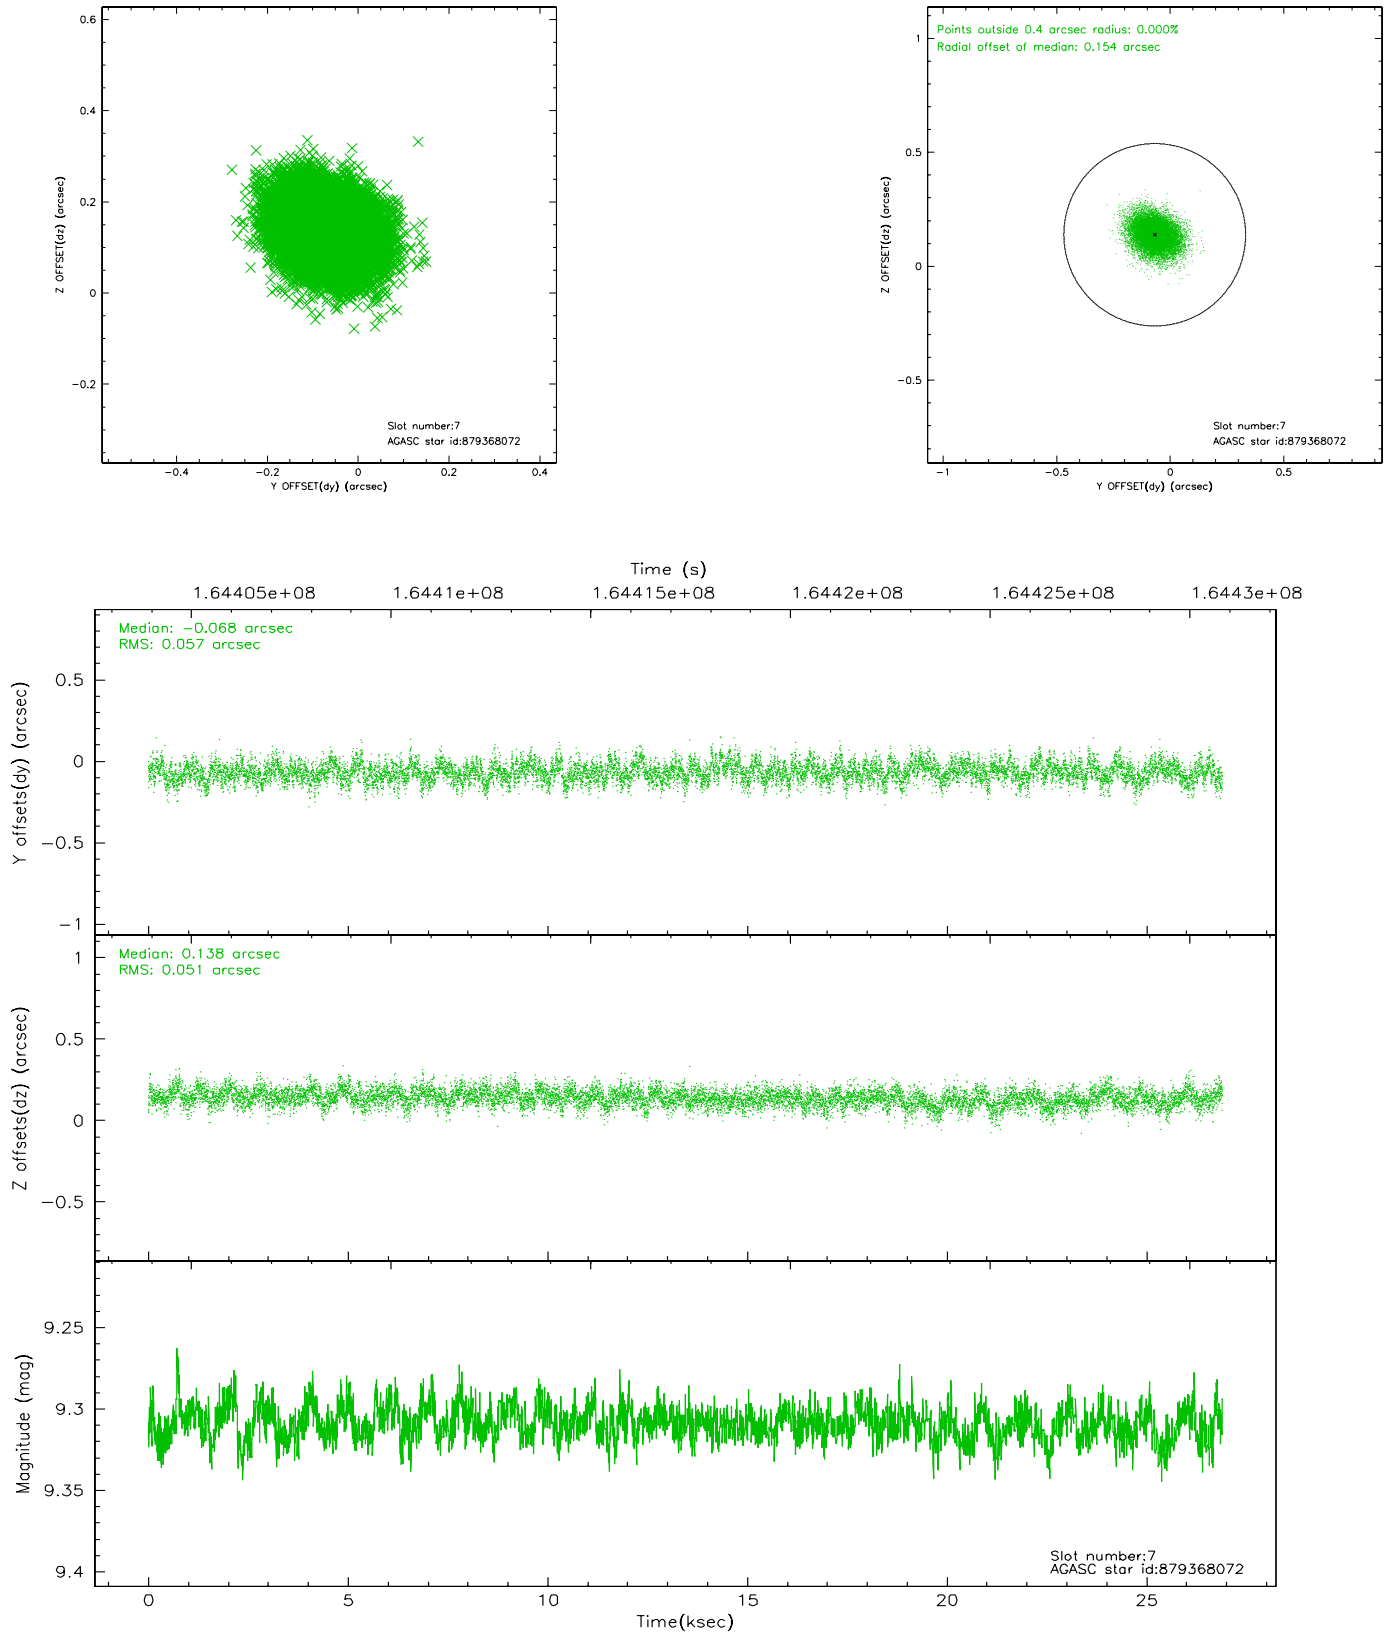 0.6
0.4
0.2
0
−0.2
Z OFFSET(dz) (arcsec)
Slot number:7
AGASC star id:879368072
−0.4 −0.2 0 0.2 0.4
Y OFFSET(dy) (arcsec)
Points outside 0.4 arcsec radius: 0.000%
Radial offset of median: 0.154 arcsec
1
0.5
0
−0.5
Z OFFSET(dz) (arcsec)
Slot number:7
AGASC star id:879368072
−1 −0.5 0 0.5
Y OFFSET(dy) (arcsec)
Time (s)
1.64405e+08 1.6441e+08 1.64415e+08 1.6442e+08 1.64425e+08 1.6443e+08
Median: −0.068 arcsec
RMS: 0.057 arcsec
0.5
0
−0.5
−1
Y offsets(dy) (arcsec)
Median: 0.138 arcsec
RMS: 0.051 arcsec
1
0.5
0
−0.5
Z offsets(dz) (arcsec)
9.25
9.3
9.35
9.4
Magnitude (mag)
Slot number:7
AGASC star id:879368072
0 5 10 15 20 25
Time(ksec)